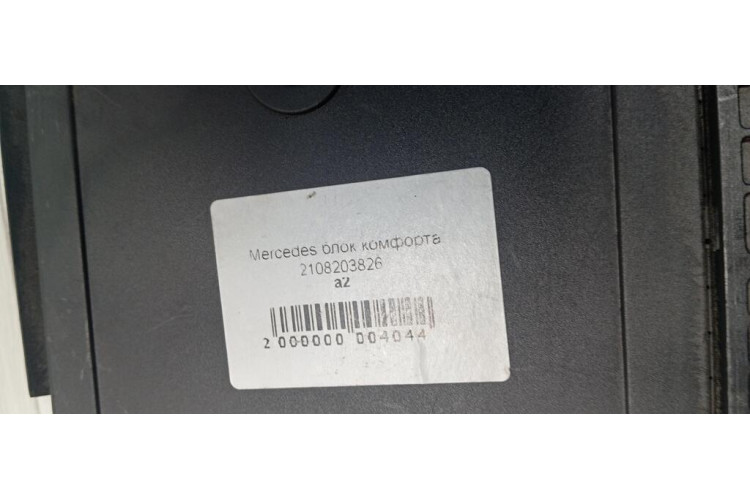 Mercedes блок комфорта
2108203826
a2
2 000000 004044